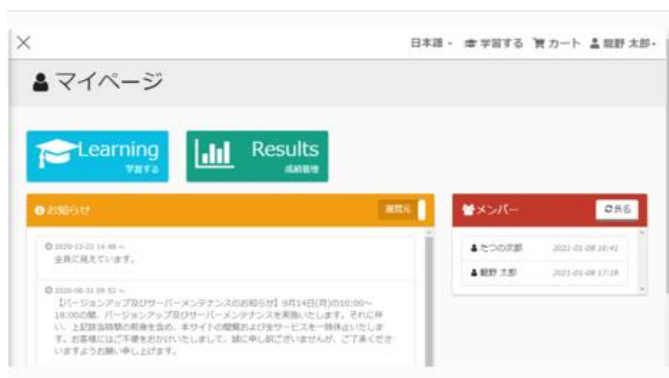 日本語 学習する カート 龍野 太郎
マイページ
Learning
学習する
Results
成績管理
お知らせ
運営元
メンバー
氏名
2020-12-23 14:48 ～
全員に見えています。
たつの次郎 2021-01-08 16:41
龍野 太郎 2021-01-08 17:18
【バージョンアップ及びサーバーメンテナンスのお知らせ】9月14日(月)の10:00～
18:00の間、バージョンアップ及びサーバーメンテナンスを実施いたします。それに伴
い、上記該当時間の前後を含め、本サイトの閲覧および全サービスを一時休止いたしま
す。お客様にはご不便をおかけいたしまして、誠に申し訳ございませんが、ご了承くださ
いますようお願い申し上げます。